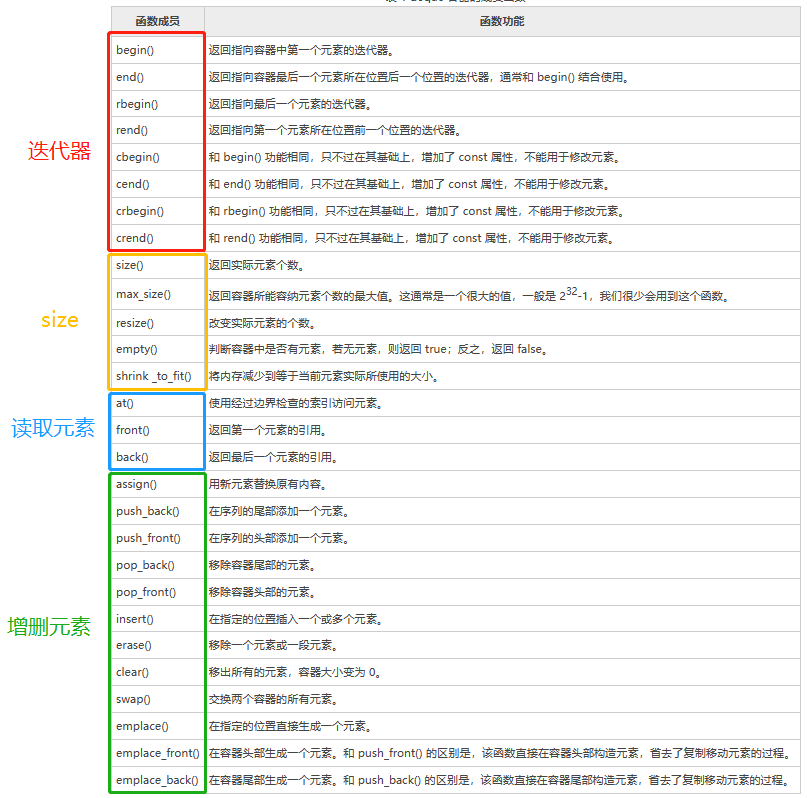 函数成员 函数功能
迭代器
begin() 返回指向容器中第一个元素的迭代器。
end() 返回指向容器最后一个元素所在位置后一个位置的迭代器，通常和 begin() 结合使用。
rbegin() 返回指向最后一个元素的迭代器。
rend() 返回指向第一个元素所在位置前一个位置的迭代器。
cbegin() 和 begin() 功能相同，只不过在其基础上，增加了 const 属性，不能用于修改元素。
cend() 和 end() 功能相同，只不过在其基础上，增加了 const 属性，不能用于修改元素。
crbegin() 和 rbegin() 功能相同，只不过在其基础上，增加了 const 属性，不能用于修改元素。
crend() 和 rend() 功能相同，只不过在其基础上，增加了 const 属性，不能用于修改元素。
size
size() 返回实际元素个数。
max_size() 返回容器所能容纳元素个数的最大值。这通常是一个很大的值，一般是 2^32-1，我们很少会用到这个函数。
resize() 改变实际元素的个数。
empty() 判断容器中是否有元素，若无元素，则返回 true；反之，返回 false。
shrink _to_fit() 将内存减少到等于当前元素实际所使用的大小。
读取元素
at() 使用经过边界检查的索引访问元素。
front() 返回第一个元素的引用。
back() 返回最后一个元素的引用。
增删元素
assign() 用新元素替换原有内容。
push_back() 在序列的尾部添加一个元素。
push_front() 在序列的头部添加一个元素。
pop_back() 移除容器尾部的元素。
pop_front() 移除容器头部的元素。
insert() 在指定的位置插入一个或多个元素。
erase() 移除一个元素或一段元素。
clear() 移出所有的元素，容器大小变为 0。
swap() 交换两个容器的所有元素。
emplace() 在指定的位置直接生成一个元素。
emplace_front() 在容器头部生成一个元素。和 push_front() 的区别是，该函数直接在容器头部构造元素，省去了复制移动元素的过程。
emplace_back() 在容器尾部生成一个元素。和 push_back() 的区别是，该函数直接在容器尾部构造元素，省去了复制移动元素的过程。